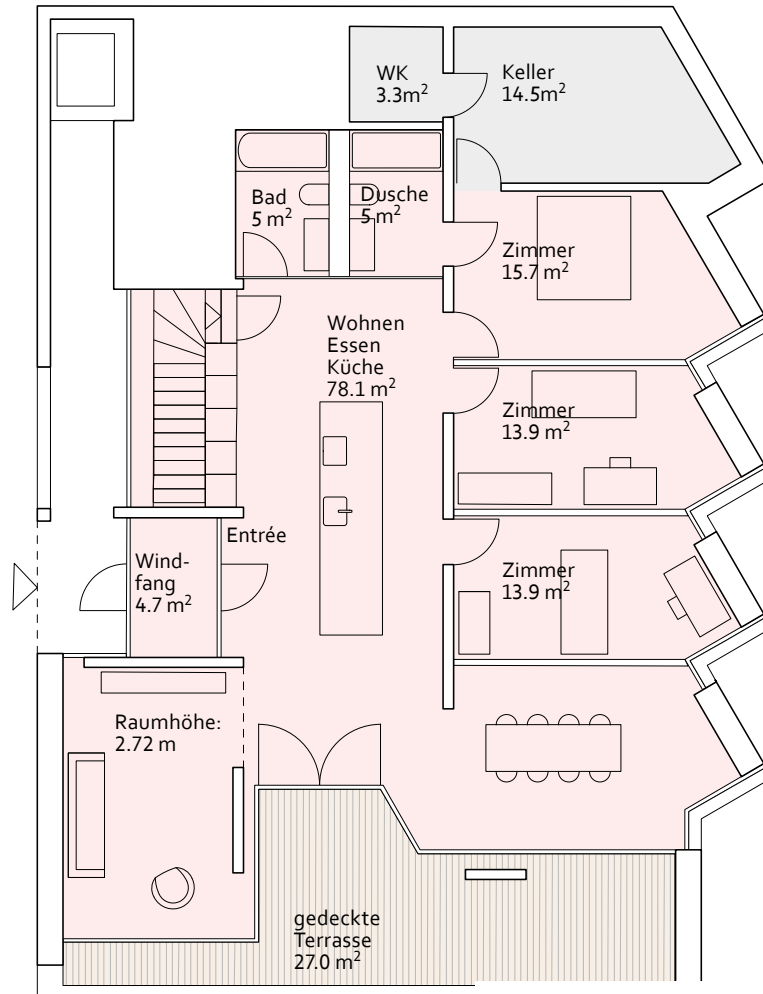 WK
3.3m²
Keller
14.5m²
Bad
5 m²
Dusche
5 m²
Zimmer
15.7 m²
Wohnen
Essen
Küche
78.1 m²
Zimmer
13.9 m²
Entrée
Wind-
fang
4.7 m²
Zimmer
13.9 m²
Raumhöhe:
2.72 m
gedeckte
Terrasse
27.0 m²